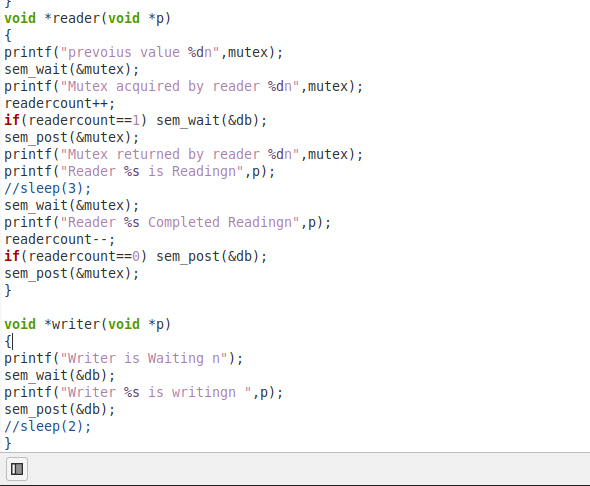 }
void *reader(void *p)
{
printf("prevoius value %dn",mutex);
sem_wait(&mutex);
printf("Mutex acquired by reader %dn",mutex);
readercount++;
if(readercount==1) sem_wait(&db);
sem_post(&mutex);
printf("Mutex returned by reader %dn",mutex);
printf("Reader %s is Readingn",p);
//sleep(3);
sem_wait(&mutex);
printf("Reader %s Completed Readingn",p);
readercount--;
if(readercount==0) sem_post(&db);
sem_post(&mutex);
}

void *writer(void *p)
{
printf("Writer is Waiting n");
sem_wait(&db);
printf("Writer %s is writingn ",p);
sem_post(&db);
//sleep(2);
}